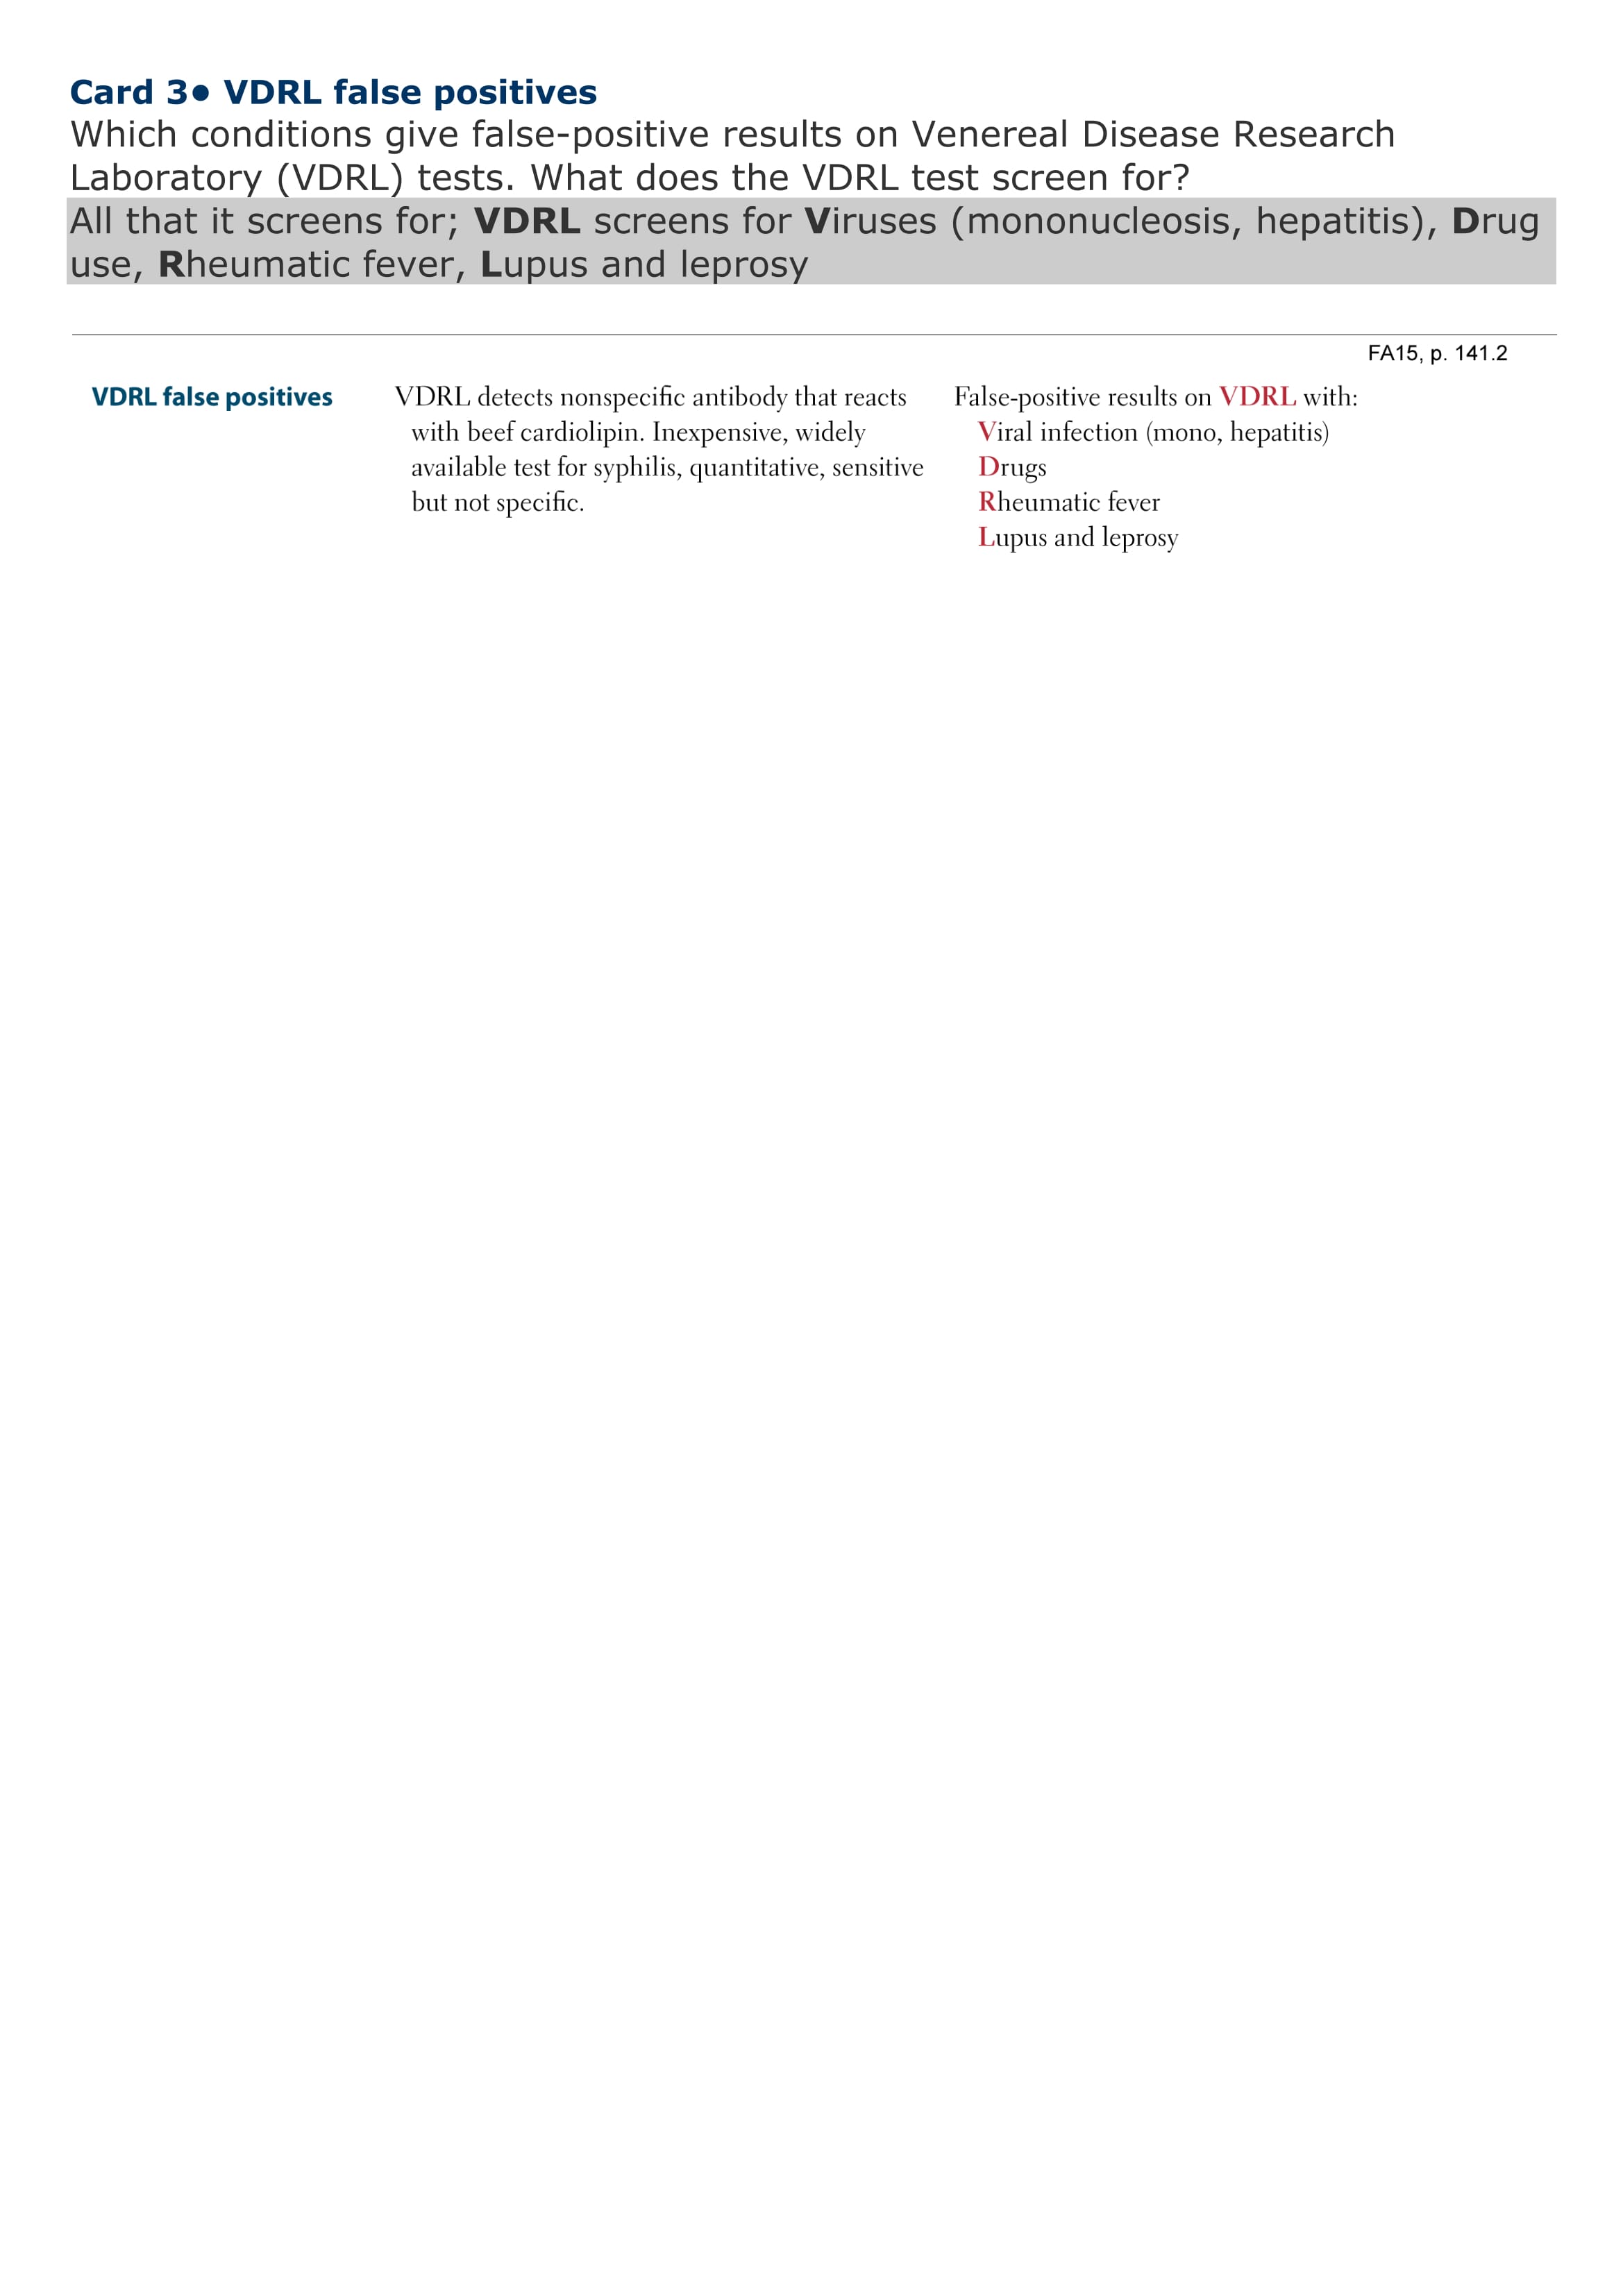 Card 3● VDRL false positives
Which conditions give false-positive results on Venereal Disease Research
Laboratory (VDRL) tests. What does the VDRL test screen for?
All that it screens for; VDRL screens for Viruses (mononucleosis, hepatitis), Drug
use, Rheumatic fever, Lupus and leprosy
FA15, p. 141.2
VDRL false positives
VDRL detects nonspecific antibody that reacts
with beef cardiolipin. Inexpensive, widely
available test for syphilis, quantitative, sensitive
but not specific.
False-positive results on VDRL with:
Viral infection (mono, hepatitis)
Drugs
Rheumatic fever
Lupus and leprosy